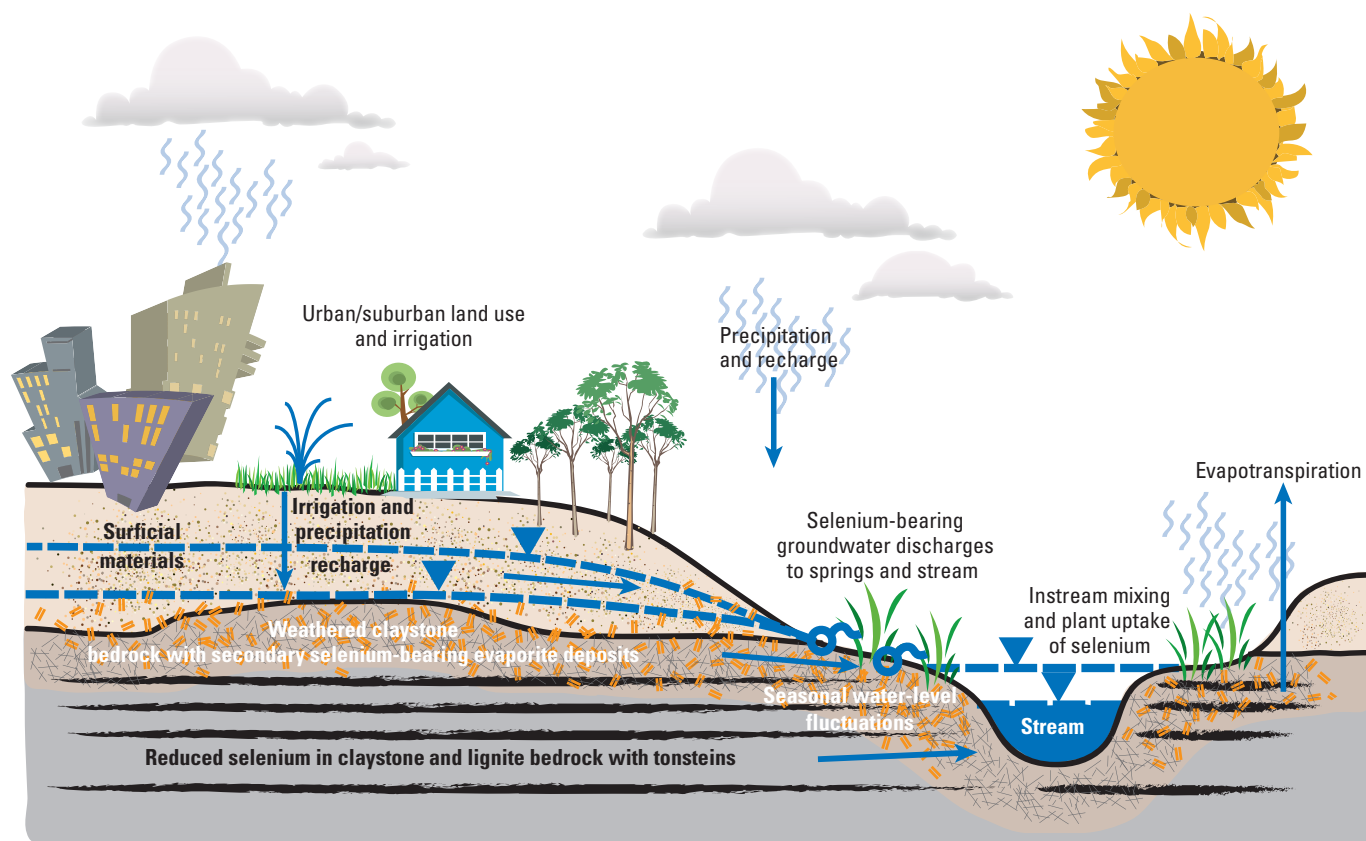 Urban/suburban land use
and irrigation
Precipitation
and recharge
Evapotranspiration
Surficial
materials
Irrigation and
precipitation
recharge
Selenium-bearing
groundwater discharges
to springs and stream
Instream mixing
and plant uptake
of selenium
Weathered claystone
bedrock with secondary selenium-bearing evaporite deposits
Seasonal water-level
fluctuations
Stream
Reduced selenium in claystone and lignite bedrock with tonsteins